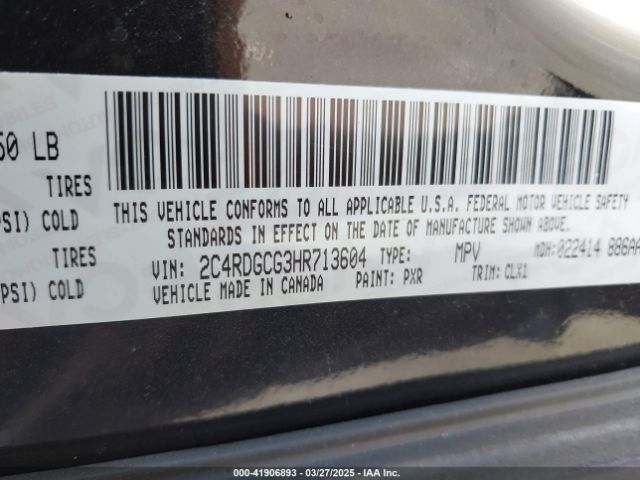 50 LB
TIRES
PSI) COLD
TIRES
PSI) COLD
THIS VEHICLE CONFORMS TO ALL APPLICABLE U.S.A. FEDERAL MOTOR VEHICLE SAFETY
STANDARDS IN EFFECT ON THE DATE OF MANUFACTURE SHOWN ABOVE.
VIN: 2C4RDGCG3HR713604 TYPE: MPV MDH:022414 886AA
VEHICLE MADE IN CANADA PAINT: PXR TRIM: CLX1
000-41906893 — 03/27/2025 — IAA Inc.